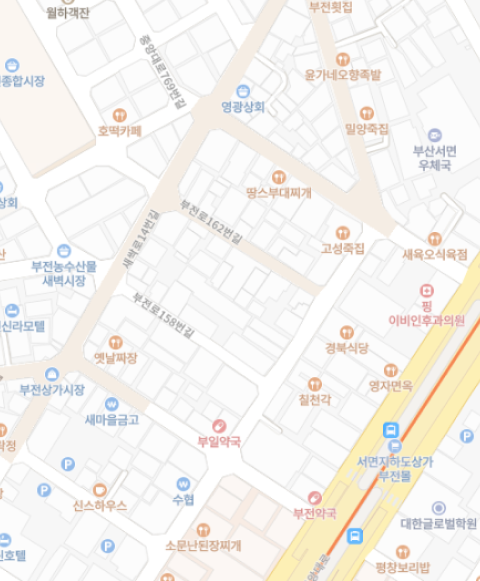 월하객잔
부전횟집
중앙대로769번길
윤가네오향족발
종합시장
영광상회
밀양죽집
호떡카페
부산서면
우체국
땅스부대찌개
상회
부전로162번길
새싹로14번길
고성죽집
새육오식육점
부전농수산물
새벽시장
핑
이비인후과의원
신라모텔
부전로158번길
경북식당
옛날짜장
영자면옥
부전상가시장
칠천각
새마을금고
부일약국
서면지하도상가
부전몰
P
P
P
신스하우스
수협
부전약국
대한글로벌학원
P
소문난된장찌개
호텔
평창보리밥